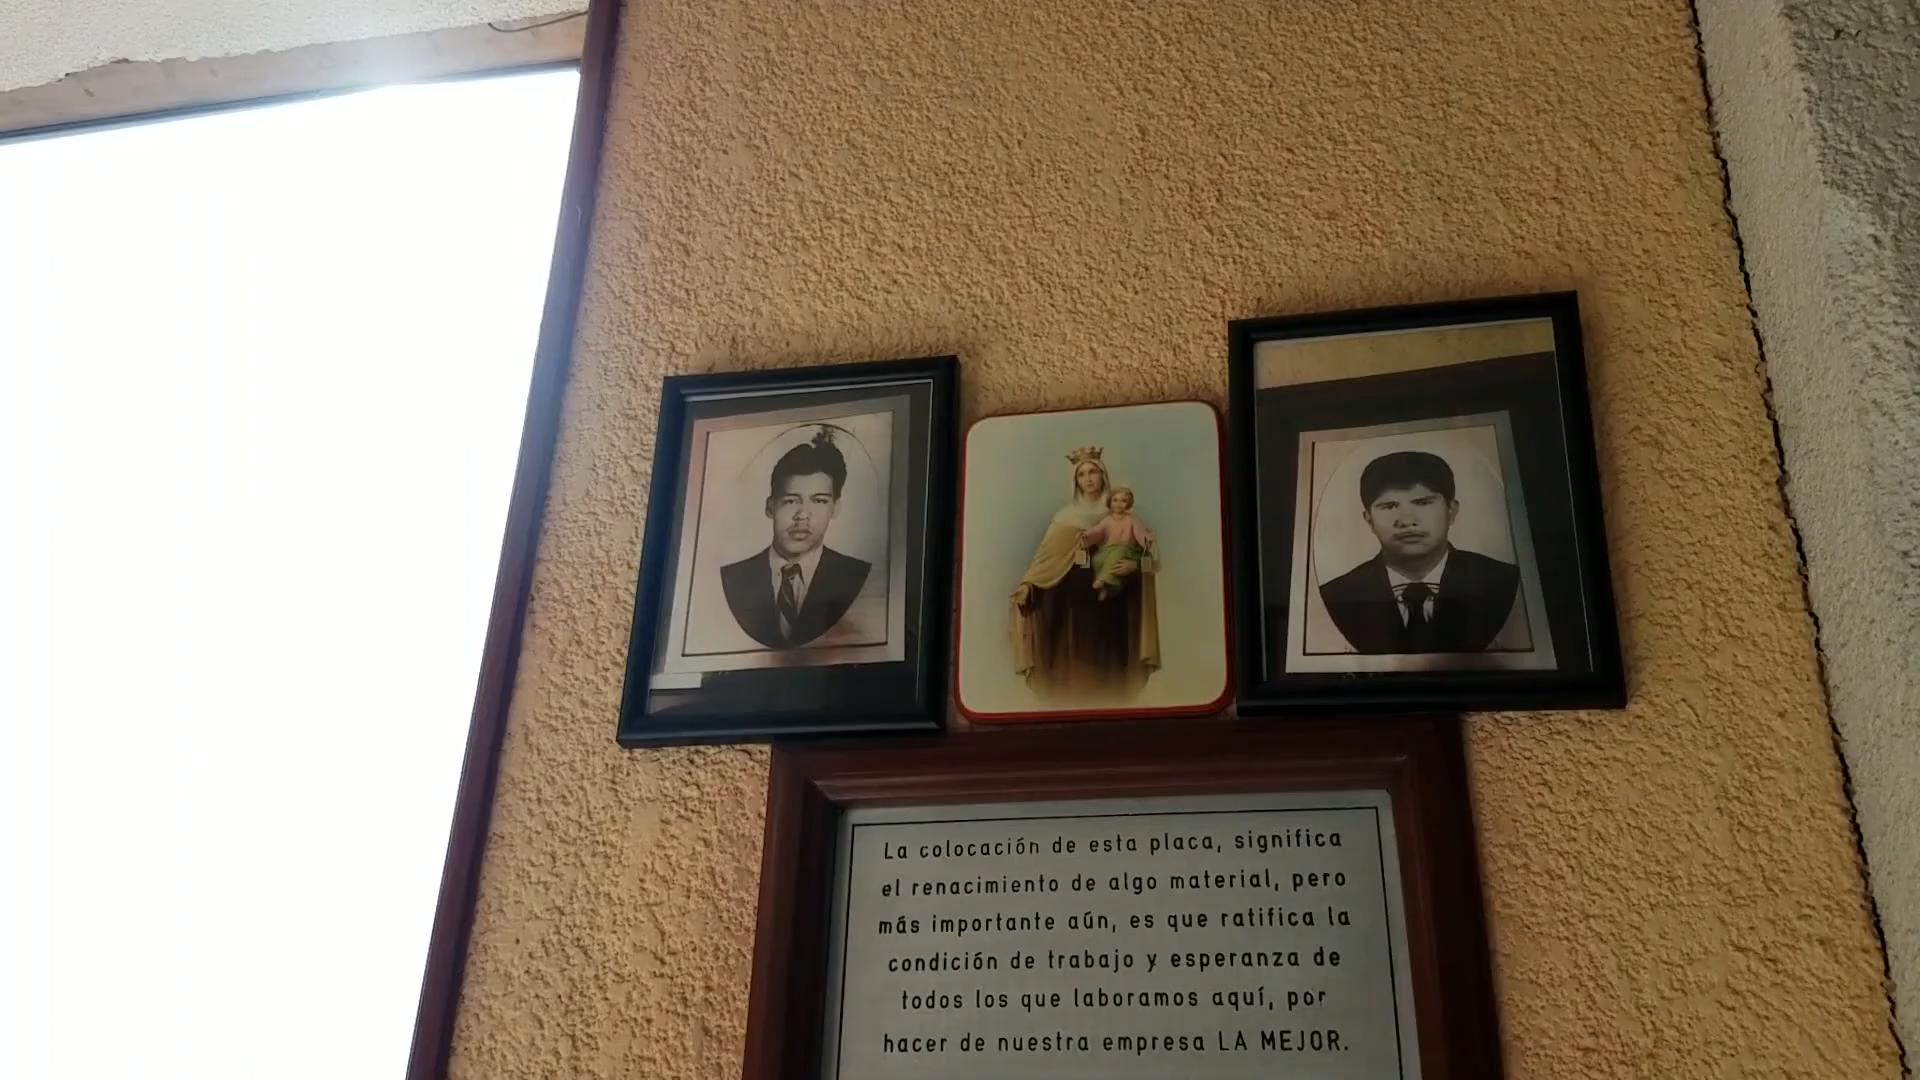 La colocación de esta placa, significa
el renacimiento de algo material, pero
más importante aún, es que ratifica la
condición de trabajo y esperanza de
todos los que laboramos aquí, por
hacer de nuestra empresa LA MEJOR.